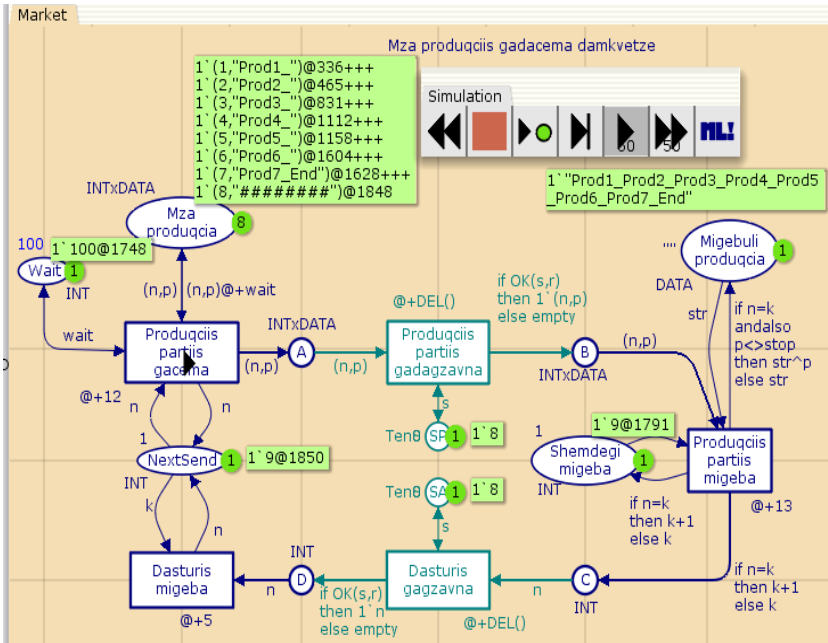 Market
Mza produqciis gadacema damkvetze
1`(1,"Prod1_")@336+++
1`(2,"Prod2_")@465+++
1`(3,"Prod3_")@831+++
1`(4,"Prod4_")@1112+++
1`(5,"Prod5_")@1158+++
1`(6,"Prod6_")@1604+++
1`(7,"Prod7_End")@1628+++
1`(8,"########")@1848
Simulation
60
50
ML!
1`"Prod1_Prod2_Prod3_Prod4_Prod5
_Prod6_Prod7_End"
INTxDATA
Mza
produqcia
8
100
1`100@1748
Wait
1
INT
""
Migebuli
produqcia
1
DATA
(n,p)
(n,p)@+wait
wait
@+DEL()
if OK(s,r)
then 1`(n,p)
else empty
str
if n=k
andalso
p<>stop
then str^p
else str
Produqciis
partiis
gacema
@+12
INTxDATA
A
(n,p)
(n,p)
Produqciis
partiis
gadagzavna
B
INTxDATA
(n,p)
n
n
s
1
NextSend
1
1`9@1850
INT
Ten0
SP
1
1`8
1
1`9@1791
Shemdegi
migeba
1
INT
Produqciis
partiis
migeba
@+13
Ten0
SA
1
1`8
k
n
s
if n=k
then k+1
else k
Dasturis
migeba
@+5
INT
D
n
if OK(s,r)
then 1`n
else empty
Dasturis
gagzavna
@+DEL()
n
C
INT
if n=k
then k+1
else k